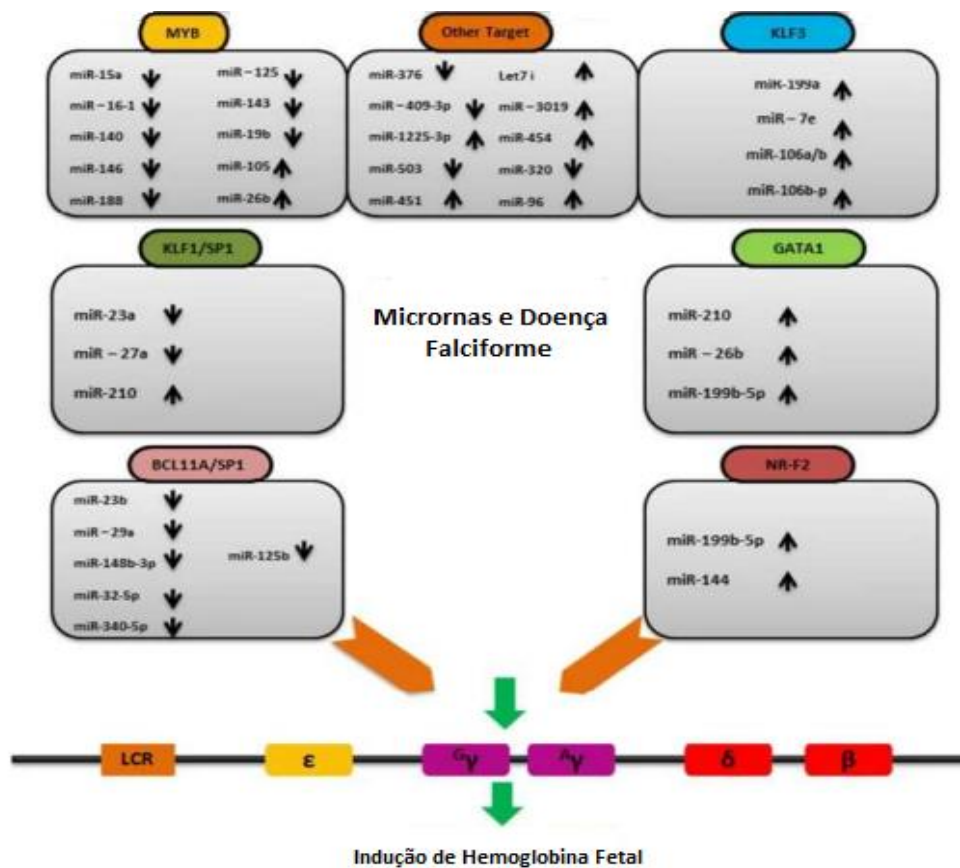 MYB
miR-15a
miR-16-1
miR-140
miR-146
miR-188
miR-125
miR-143
miR-19b
miR-105
miR-26b
Other Target
miR-376
miR-409-3p
miR-1225-3p
miR-503
miR-451
Let7 i
miR-3019
miR-454
miR-320
miR-96
KLF3
miR-199a
miR-7e
miR-106a/b
miR-106b-p
KLF1/SP1
miR-23a
miR-27a
miR-210
Micrornas e Doença
Falciforme
GATA1
miR-210
miR-26b
miR-199b-5p
BCL11A/SP1
miR-23b
miR-29a
miR-148b-3p
miR-32-5p
miR-340-5p
miR-125b
NR-F2
miR-199b-5p
miR-144
LCR ε Gγ Aγ δ β
Indução de Hemoglobina Fetal